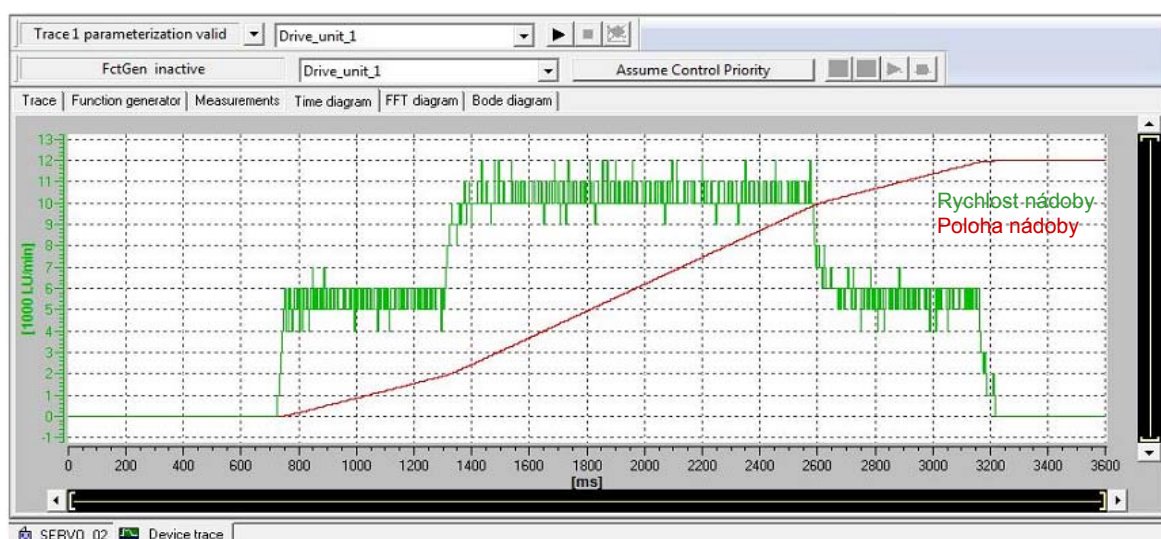 Trace 1 parameterization valid Drive_unit_1
FctGen inactive Drive_unit_1 Assume Control Priority
Trace Function generator Measurements Time diagram FFT diagram Bode diagram
13
12
11
10
9
8
7
6
5
4
3
2
1
0
-1
[1000 LU/min]
Rychlost nádoby
Poloha nádoby
0 200 400 600 800 1000 1200 1400 1600 1800 2000 2200 2400 2600 2800 3000 3200 3400 3600
[ms]
SERVO_02 Device trace